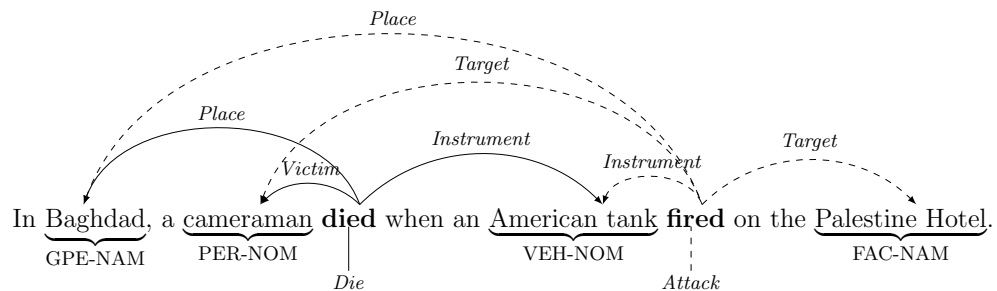 Place
Target
Place
Instrument
Target
Victim
Instrument
In Baghdad, a cameraman died when an American tank fired on the Palestine Hotel.
GPE-NAM PER-NOM VEH-NOM FAC-NAM
Die Attack